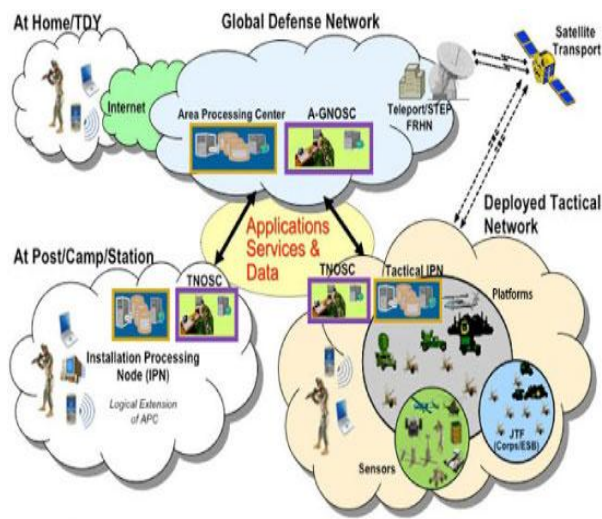 At Home/TDY
Global Defense Network
Satellite
Transport
Internet
Area Processing Center
A-GNOSC
Teleport/STEP
FRHN
Deployed Tactical
Network
Applications
Services &
Data
At Post/Camp/Station
TNOSC
Installation Processing
Node (IPN)
Logical Extension
of APC
TNOSC
/Tactical IPN
Platforms
JTF
(Corps/ESB)
Sensors